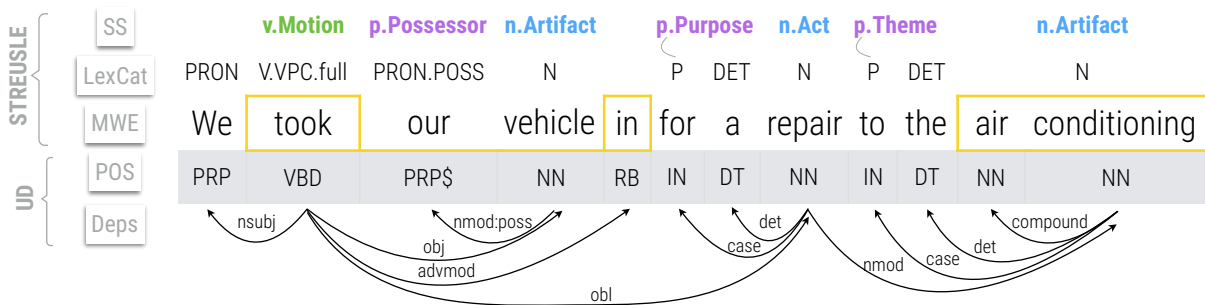 STREUSLE
SS v.Motion p.Possessor n.Artifact p.Purpose n.Act p.Theme n.Artifact
LexCat PRON V.VPC.full PRON.POSS N P DET N P DET N
MWE We took our vehicle in for a repair to the air conditioning
UD
POS PRP VBD PRP$ NN RB IN DT NN IN DT NN NN
Deps
nsubj nmod:poss det compound
obj case nmod case det
advmod
obl